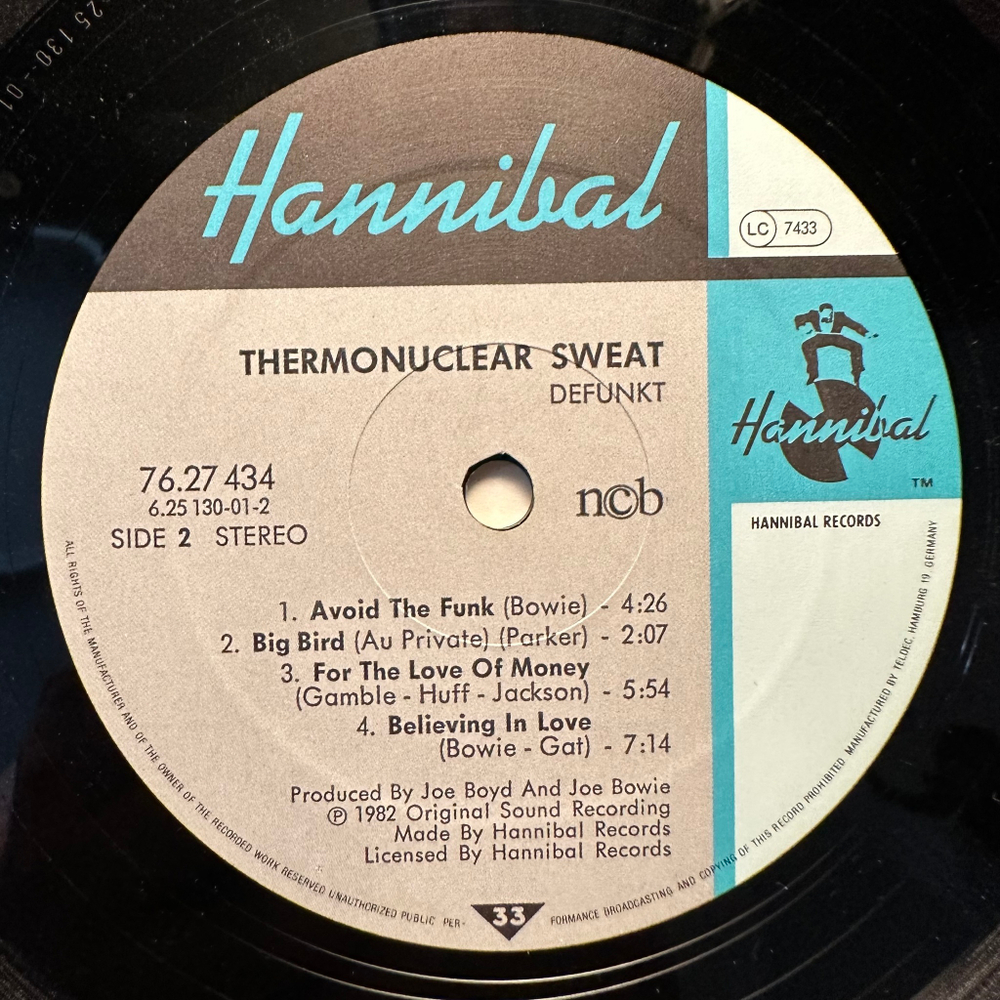 25 130-01
Hannibal
LC 7433
THERMONUCLEAR SWEAT
DEFUNKT
Hannibal
TM
HANNIBAL RECORDS
76.27 434
6.25 130-01-2
SIDE 2 STEREO
ncb
1. Avoid The Funk (Bowie) - 4:26
2. Big Bird (Au Private) (Parker) - 2:07
3. For The Love Of Money
(Gamble - Huff - Jackson) - 5:54
4. Believing In Love
(Bowie - Gat) - 7:14
Produced By Joe Boyd And Joe Bowie
℗ 1982 Original Sound Recording
Made By Hannibal Records
Licensed By Hannibal Records
ALL RIGHTS OF THE MANUFACTURER AND OF THE OWNER OF THE RECORDED WORK RESERVED UNAUTHORIZED PUBLIC PER-
33
FORMANCE BROADCASTING AND COPYING OF THIS RECORD PROHIBITED MANUFACTURED BY TELDEC, HAMBURG 19, GERMANY